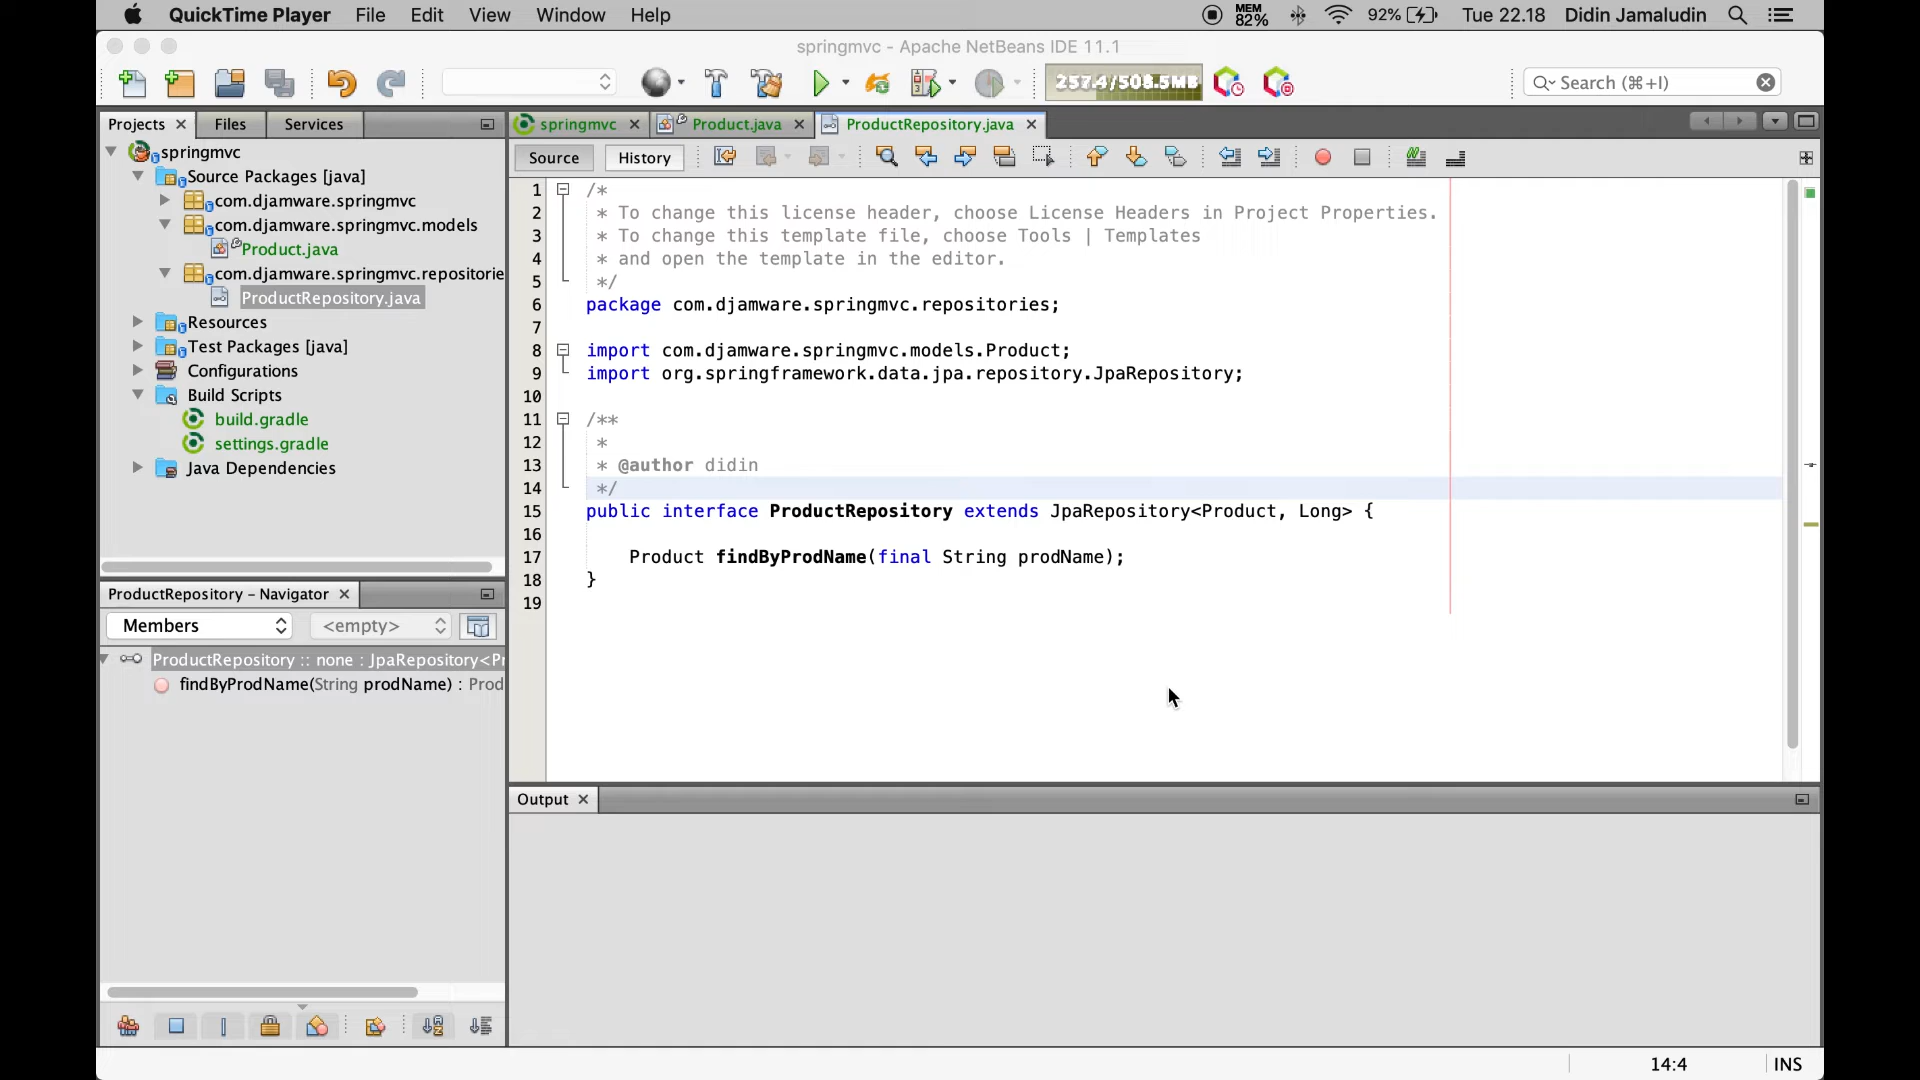 QuickTime Player File Edit View Window Help MEM 82% 92% Tue 22.18 Didin Jamaludin
springmvc - Apache NetBeans IDE 11.1
257.4/508.5MB Search (⌘+I)
Projects Files Services
springmvc
Source Packages [java]
com.djamware.springmvc
com.djamware.springmvc.models
Product.java
com.djamware.springmvc.repositorie
ProductRepository.java
Resources
Test Packages [java]
Configurations
Build Scripts
build.gradle
settings.gradle
Java Dependencies
ProductRepository - Navigator
Members <empty>
ProductRepository :: none : JpaRepository<Pr
findByProdName(String prodName) : Prod
springmvc Product.java ProductRepository.java
Source History
1 /*
2 * To change this license header, choose License Headers in Project Properties.
3 * To change this template file, choose Tools | Templates
4 * and open the template in the editor.
5 */
6 package com.djamware.springmvc.repositories;
7
8 import com.djamware.springmvc.models.Product;
9 import org.springframework.data.jpa.repository.JpaRepository;
10
11 /**
12 *
13 * @author didin
14 */
15 public interface ProductRepository extends JpaRepository<Product, Long> {
16
17 Product findByProdName(final String prodName);
18 }
19
Output
14:4 INS